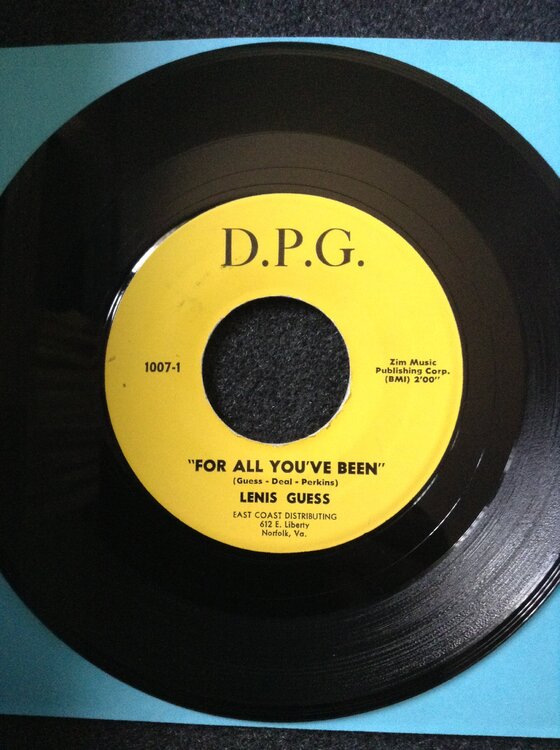 D.P.G.
1007-1
Zim Music
Publishing Corp.
(BMI) 2'00"
"FOR ALL YOU'VE BEEN"
(Guess - Deal - Perkins)
LENIS GUESS
EAST COAST DISTRIBUTING
612 E. Liberty
Norfolk, Va.